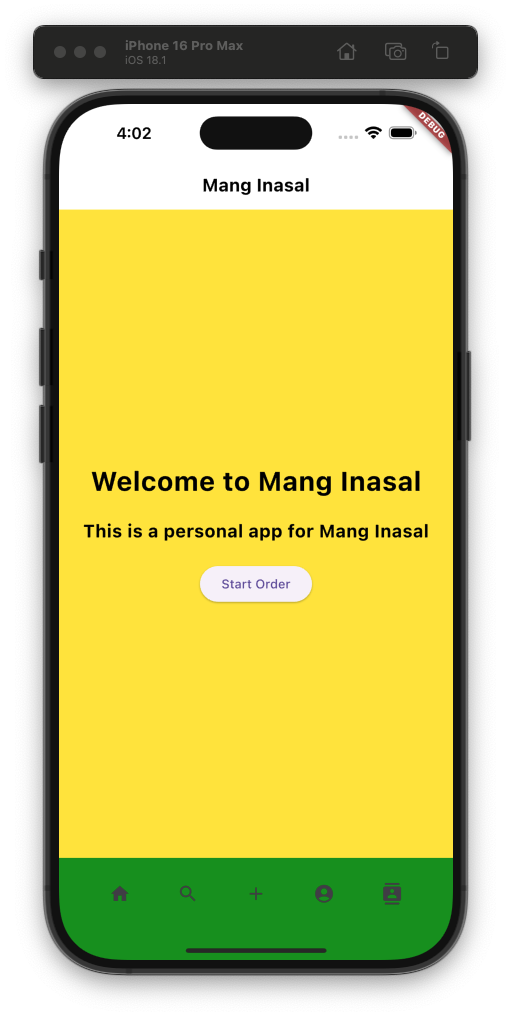 iPhone 16 Pro Max
iOS 18.1
4:02
DEBUG
Mang Inasal
Welcome to Mang Inasal
This is a personal app for Mang Inasal
Start Order